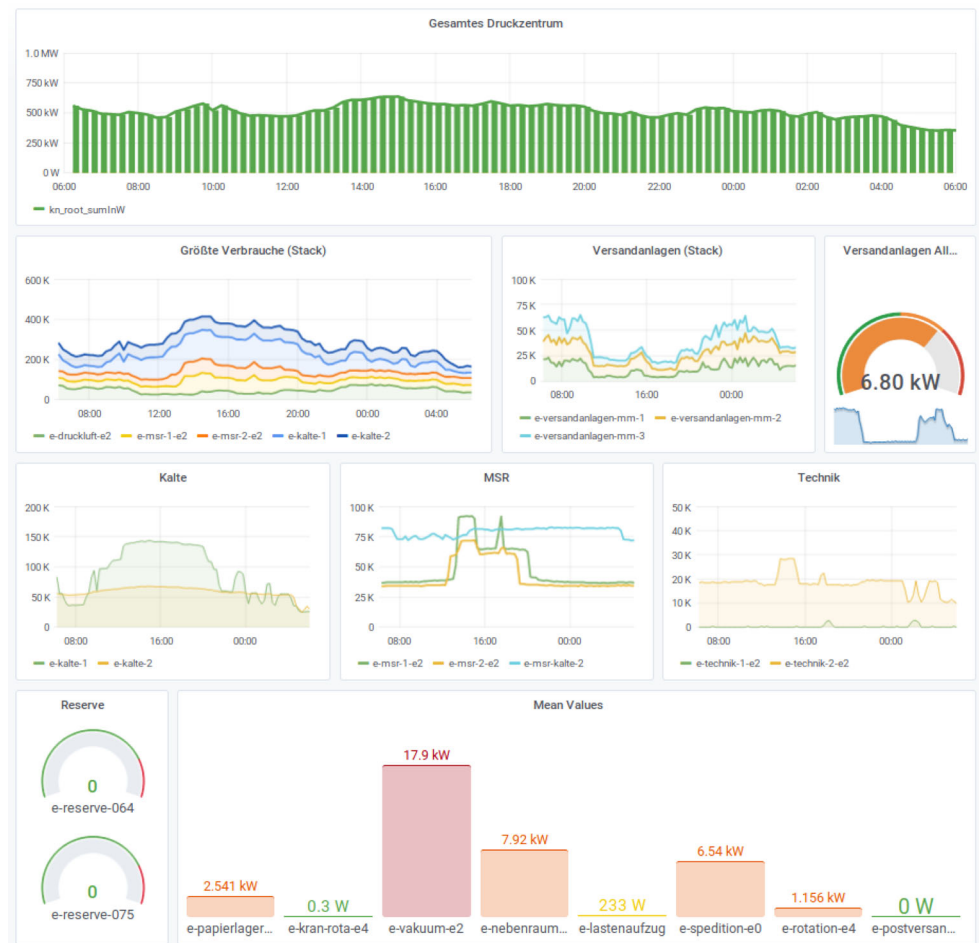 Gesamtes Druckzentrum
1.0 MW
750 kW
500 kW
250 kW
0 W
06:00 08:00 10:00 12:00 14:00 16:00 18:00 20:00 22:00 00:00 02:00 04:00 06:00
kn_root_sumInW
Größte Verbrauche (Stack)
600 K
400 K
200 K
0
08:00 12:00 16:00 20:00 00:00 04:00
e-druckluft-e2 e-msr-1-e2 e-msr-2-e2 e-kalte-1 e-kalte-2
Versandanlagen (Stack)
100 K
75 K
50 K
25 K
0
08:00 16:00 00:00
e-versandanlagen-mm-1 e-versandanlagen-mm-2
e-versandanlagen-mm-3
Versandanlagen All...
6.80 kW
Kalte
200 K
150 K
100 K
50 K
0
08:00 16:00 00:00
e-kalte-1 e-kalte-2
MSR
100 K
75 K
50 K
25 K
0
08:00 16:00 00:00
e-msr-1-e2 e-msr-2-e2 e-msr-kalte-2
Technik
50 K
40 K
30 K
20 K
10 K
0
08:00 16:00 00:00
e-technik-1-e2 e-technik-2-e2
Reserve
0
e-reserve-064
0
e-reserve-075
Mean Values
2.541 kW
0.3 W
17.9 kW
7.92 kW
233 W
6.54 kW
1.156 kW
0 W
e-papierlager... e-kran-rota-e4 e-vakuum-e2 e-nebenraum... e-lastenaufzug e-spedition-e0 e-rotation-e4 e-postversan...